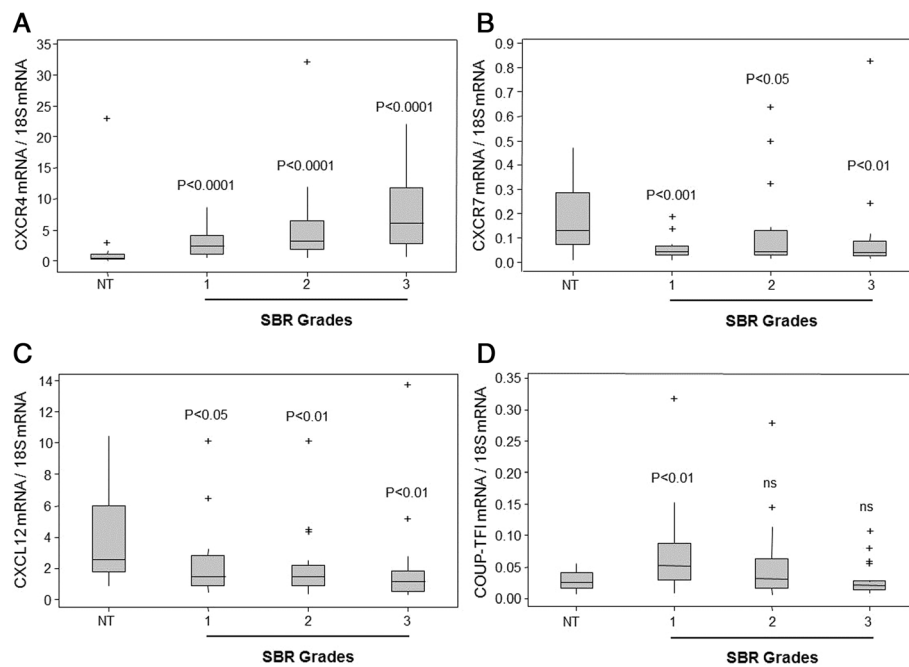 A
CXCR4 mRNA / 18S mRNA
35
30
25
20
15
10
5
0
P<0.0001
P<0.0001
P<0.0001
NT
1
2
3
SBR Grades
B
CXCR7 mRNA / 18S mRNA
0.9
0.8
0.7
0.6
0.5
0.4
0.3
0.2
0.1
0.0
P<0.001
P<0.05
P<0.01
NT
1
2
3
SBR Grades
C
CXCL12 mRNA / 18S mRNA
14
12
10
8
6
4
2
0
P<0.05
P<0.01
P<0.01
NT
1
2
3
SBR Grades
D
COUP-TFI mRNA / 18S mRNA
0.35
0.30
0.25
0.20
0.15
0.10
0.05
0.00
P<0.01
ns
ns
NT
1
2
3
SBR Grades